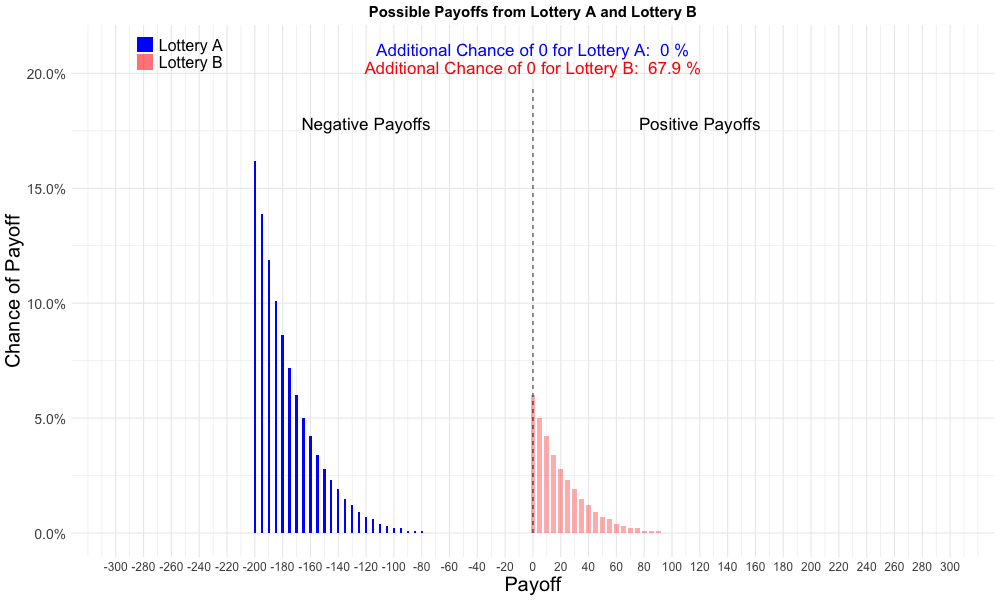 Possible Payoffs from Lottery A and Lottery B
Lottery A
Lottery B
Additional Chance of 0 for Lottery A:  0 %
Additional Chance of 0 for Lottery B:  67.9 %
Negative Payoffs
Positive Payoffs
Chance of Payoff
20.0%
15.0%
10.0%
5.0%
0.0%
-300 -280 -260 -240 -220 -200 -180 -160 -140 -120 -100 -80 -60 -40 -20 0 20 40 60 80 100 120 140 160 180 200 220 240 260 280 300
Payoff